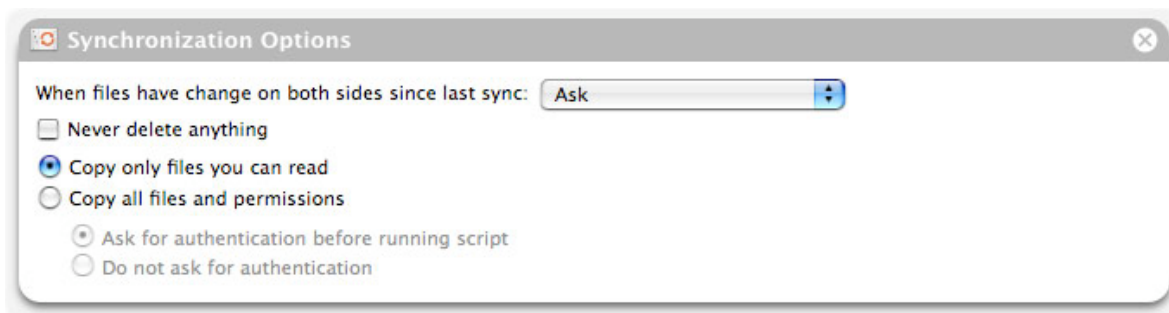 Synchronization Options
When files have change on both sides since last sync: Ask
Never delete anything
Copy only files you can read
Copy all files and permissions
Ask for authentication before running script
Do not ask for authentication